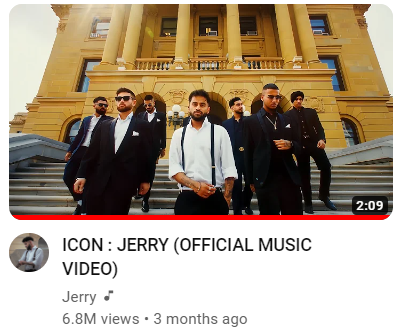 2:09
ICON : JERRY (OFFICIAL MUSIC
VIDEO)
Jerry
6.8M views • 3 months ago